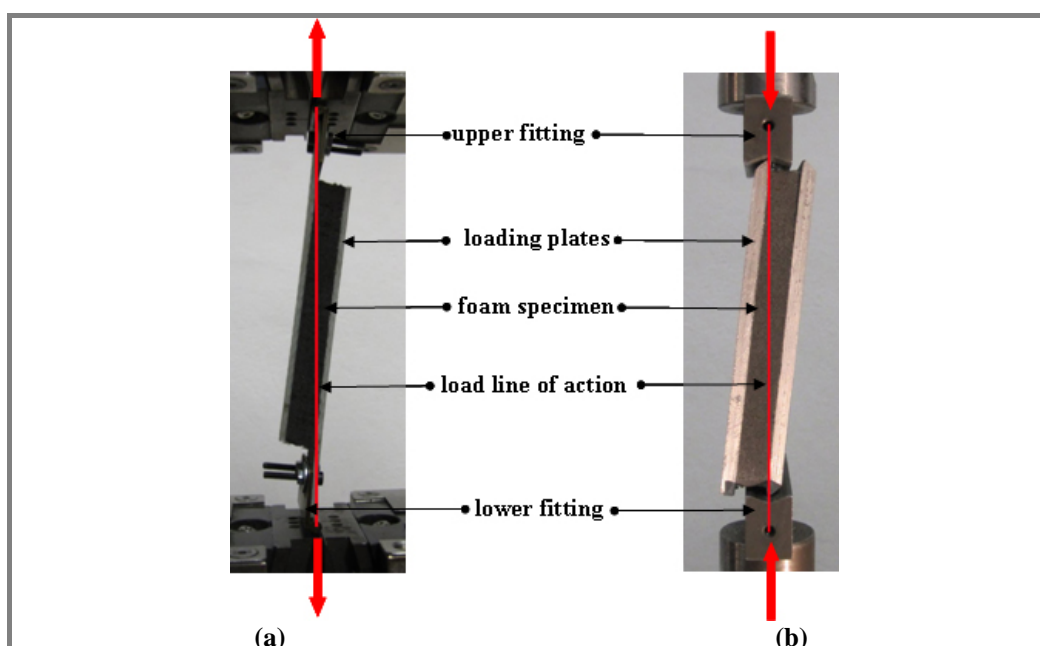 upper fitting
loading plates
foam specimen
load line of action
lower fitting
(a)
(b)